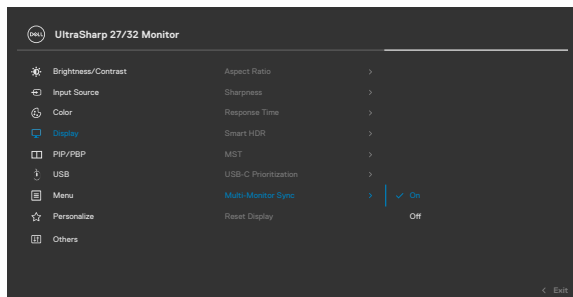 DELL UltraSharp 27/32 Monitor
Brightness/Contrast Aspect Ratio >
Input Source Sharpness >
Color Response Time >
Display Smart HDR >
PIP/PBP MST >
USB USB-C Prioritization >
Menu Multi-Monitor Sync > ✓ On
Personalize Reset Display Off
Others
< Exit